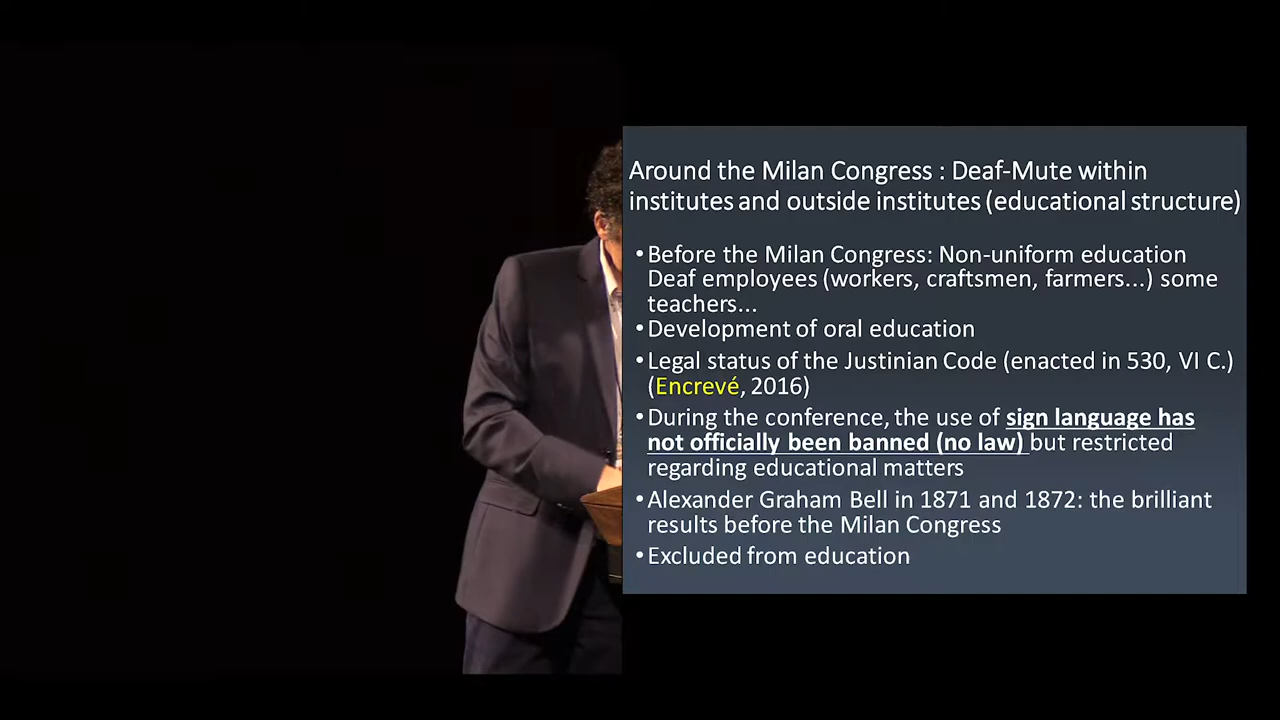 Around the Milan Congress : Deaf-Mute within
institutes and outside institutes (educational structure)
•Before the Milan Congress: Non-uniform education
Deaf employees (workers, craftsmen, farmers...) some
teachers...
•Development of oral education
•Legal status of the Justinian Code (enacted in 530, VI C.)
(Encrevé, 2016)
•During the conference, the use of sign language has
not officially been banned (no law) but restricted
regarding educational matters
•Alexander Graham Bell in 1871 and 1872: the brilliant
results before the Milan Congress
•Excluded from education